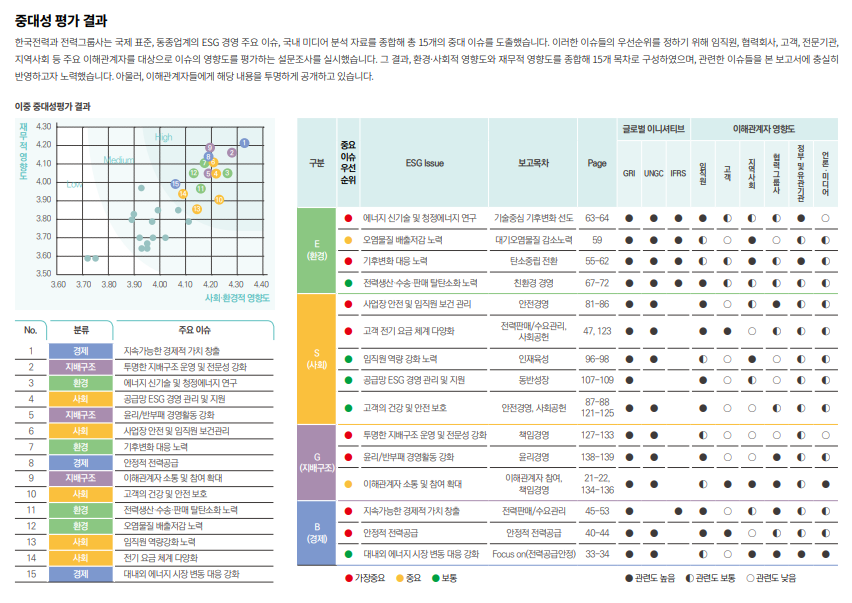 중대성 평가 결과
한국전력과 전력그룹사는 국제 표준, 동종업계의 ESG 경영 주요 이슈, 국내 미디어 분석 자료를 종합해 총 15개의 중대 이슈를 도출했습니다. 이러한 이슈들의 우선순위를 정하기 위해 임직원, 협력회사, 고객, 전문기관,
지역사회 등 주요 이해관계자를 대상으로 이슈의 영향도를 평가하는 설문조사를 실시했습니다. 그 결과, 환경·사회적 영향도와 재무적 영향도를 종합해 15개 목차로 구성하였으며, 관련한 이슈들을 본 보고서에 충실히
반영하고자 노력했습니다. 아울러, 이해관계자들에게 해당 내용을 투명하게 공개하고 있습니다.
이중 중대성평가 결과
재무적 영향도
4.30
4.20
4.10
4.00
3.90
3.80
3.70
3.60
3.50
High
Medium
Low
1
2
9
8
7
6
12
5
4
3
15
11
14
10
13
3.60 3.70 3.80 3.90 4.00 4.10 4.20 4.30 4.40
사회·환경적 영향도
No. 분류 주요 이슈
1 경제 지속가능한 경제적 가치 창출
2 지배구조 투명한 지배구조 운영 및 전문성 강화
3 환경 에너지 신기술 및 청정에너지 연구
4 사회 공급망 ESG 경영 관리 및 지원
5 지배구조 윤리/반부패 경영활동 강화
6 사회 사업장 안전 및 임직원 보건관리
7 환경 기후변화 대응 노력
8 경제 안정적 전력공급
9 지배구조 이해관계자 소통 및 참여 확대
10 사회 고객의 건강 및 안전 보호
11 환경 전력생산·수송·판매 탈탄소화 노력
12 환경 오염물질 배출저감 노력
13 사회 임직원 역량강화 노력
14 사회 전기 요금 체계 다양화
15 경제 대내외 에너지 시장 변동 대응 강화
구분 중요 이슈 우선 순위 ESG Issue 보고목차 Page 글로벌 이니셔티브 이해관계자 영향도
GRI UNGC IFRS 임직원 고객 지역사회 협력그룹사 정부 및 유관기관 언론·미디어
E
(환경)
● 에너지 신기술 및 청정에너지 연구 기술중심 기후변화 선도 63–64 ● ● ● ● ◐ ◐ ◐ ● ○
● 오염물질 배출저감 노력 대기오염물질 감소노력 59 ● ● ● ◐ ○ ● ○ ◐ ◐
● 기후변화 대응 노력 탄소중립 전환 55–62 ● ● ● ◐ ◐ ● ◐ ● ◐
● 전력생산·수송·판매 탈탄소화 노력 친환경 경영 67–72 ● ● ● ● ◐ ◐ ◐ ◐ ◐
S
(사회)
● 사업장 안전 및 임직원 보건 관리 안전경영 81–86 ● ● ● ○ ◐ ● ◐ ◐
● 고객 전기 요금 체계 다양화 전력판매/수요관리, 사회공헌 47, 123 ● ● ● ● ○ ◐ ◐ ◐
● 임직원 역량 강화 노력 인재육성 96–98 ● ● ◐ ○ ● ○ ◐ ◐
● 공급망 ESG 경영 관리 및 지원 동반성장 107–109 ● ● ○ ◐ ○ ◐ ◐
● 고객의 건강 및 안전 보호 안전경영, 사회공헌 87–88 121–125 ● ● ● ○ ○ ◐ ◐ ◐
G
(지배구조)
● 투명한 지배구조 운영 및 전문성 강화 책임경영 127–133 ● ● ◐ ○ ○ ○ ◐ ○
● 윤리/반부패 경영활동 강화 윤리경영 138–139 ● ● ● ○ ○ ● ◐ ◐
● 이해관계자 소통 및 참여 확대 이해관계자 참여, 책임경영 21–22, 134–136 ● ● ◐ ● ● ● ◐ ●
B
(경제)
● 지속가능한 경제적 가치 창출 전력판매/수요관리 45–53 ● ● ● ○ ◐ ● ◐ ◐
● 안정적 전력공급 안정적 전력공급 40–44 ● ● ● ● ○ ◐ ◐ ◐
● 대내외 에너지 시장 변동 대응 강화 Focus on(전력공급안정) 33–34 ● ● ◐ ○ ● ● ● ●
● 가장중요 ● 중요 ● 보통
● 관련도 높음 ◐ 관련도 보통 ○ 관련도 낮음